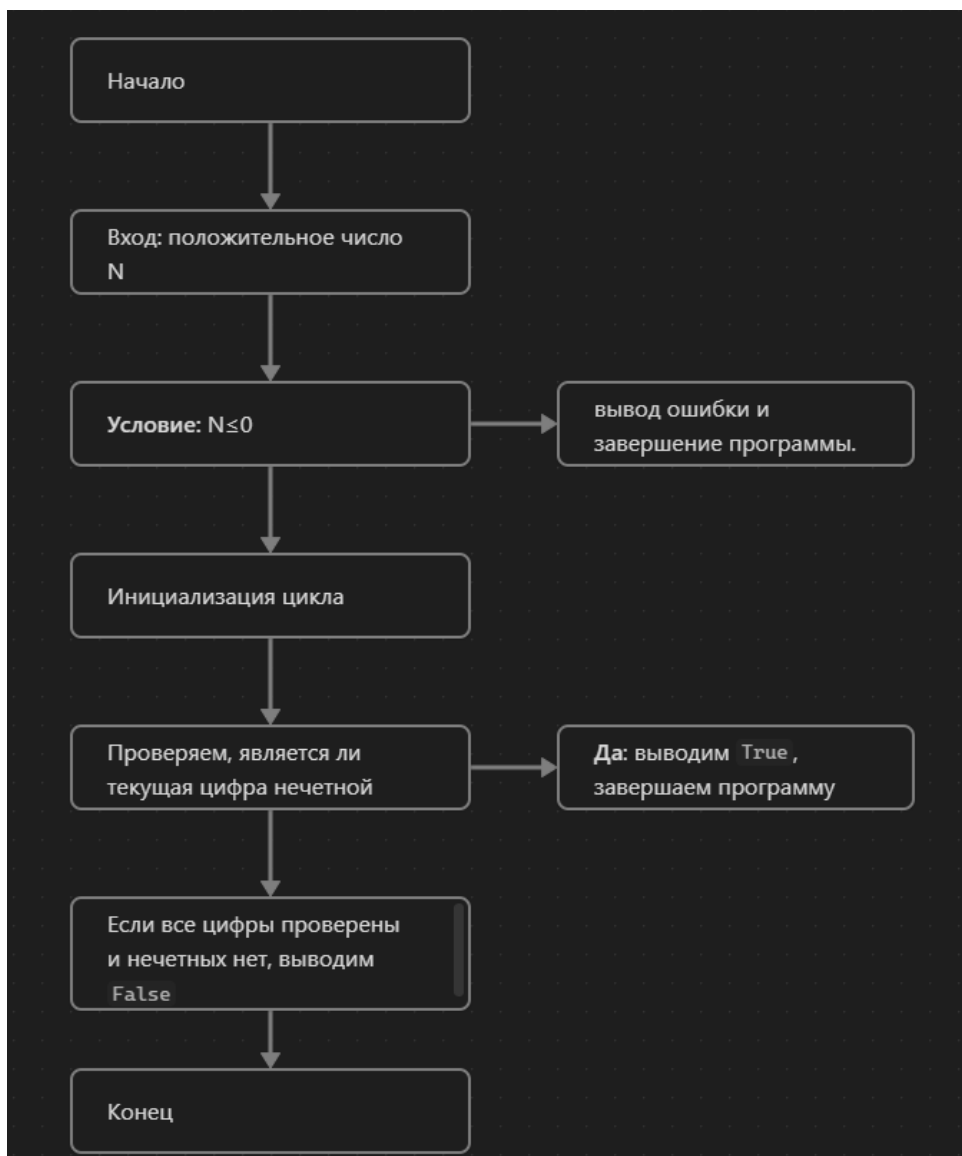 Начало
Вход: положительное число
N
Условие: N≤0
вывод ошибки и
завершение программы.
Инициализация цикла
Проверяем, является ли
текущая цифра нечетной
Да: выводим True,
завершаем программу
Если все цифры проверены
и нечетных нет, выводим
False
Конец